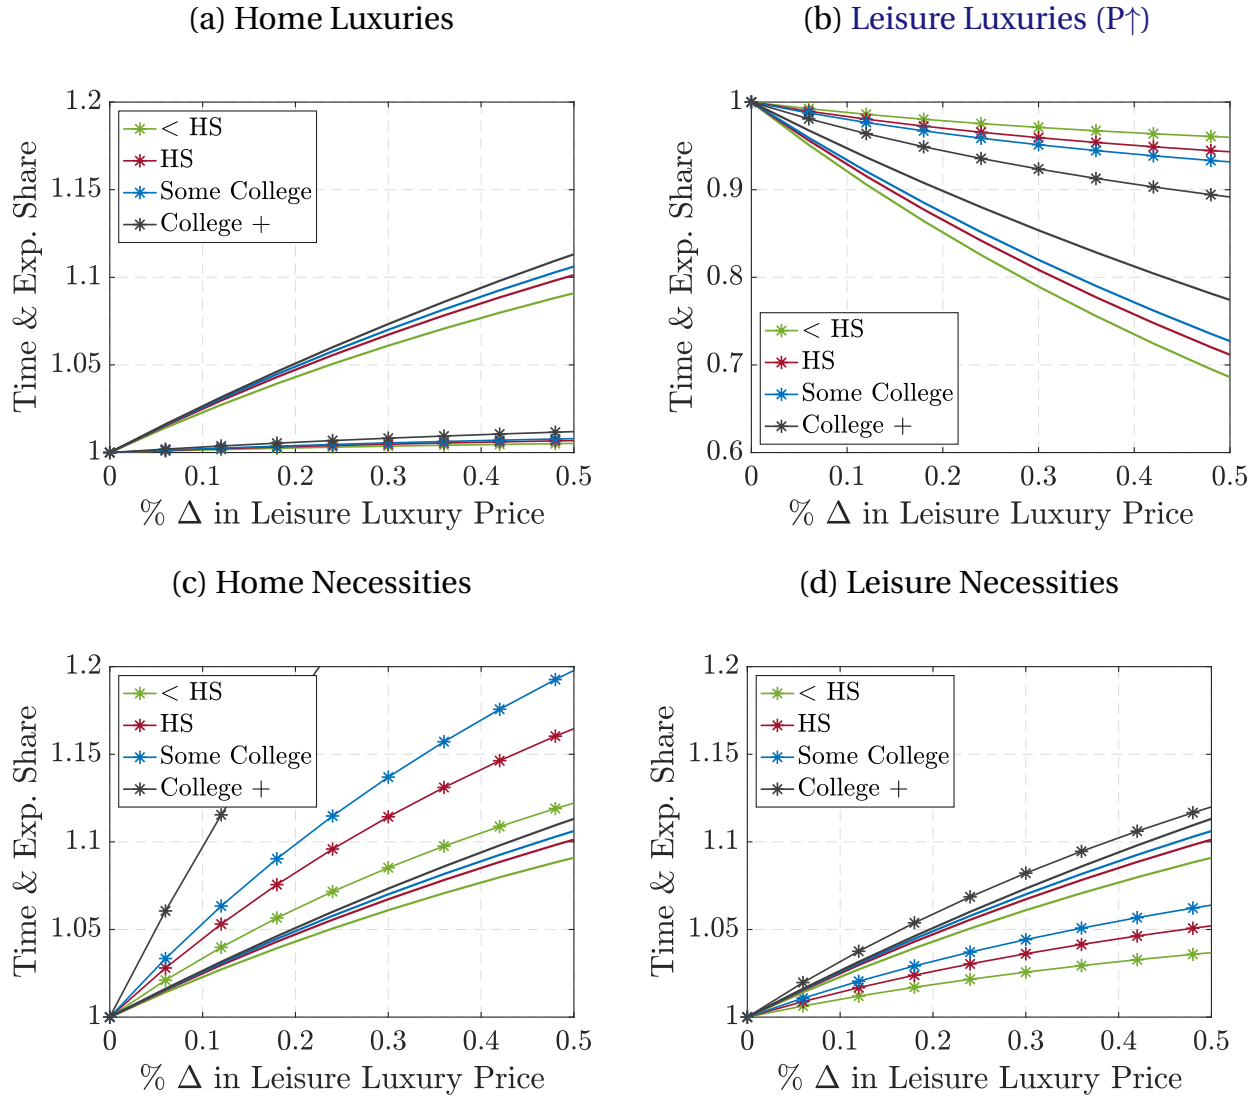 (a) Home Luxuries
Time & Exp. Share
1.2
1.15
1.1
1.05
1
< HS
HS
Some College
College +
0
0.1
0.2
0.3
0.4
0.5
% Δ in Leisure Luxury Price
(b) Leisure Luxuries (P↑)
Time & Exp. Share
1
0.9
0.8
0.7
0.6
< HS
HS
Some College
College +
0
0.1
0.2
0.3
0.4
0.5
% Δ in Leisure Luxury Price
(c) Home Necessities
Time & Exp. Share
1.2
1.15
1.1
1.05
1
< HS
HS
Some College
College +
0
0.1
0.2
0.3
0.4
0.5
% Δ in Leisure Luxury Price
(d) Leisure Necessities
Time & Exp. Share
1.2
1.15
1.1
1.05
1
< HS
HS
Some College
College +
0
0.1
0.2
0.3
0.4
0.5
% Δ in Leisure Luxury Price